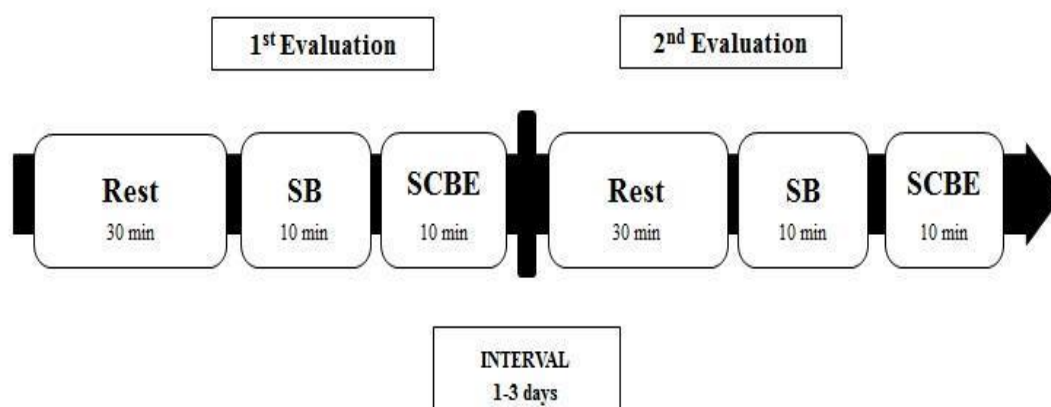 1st Evaluation
2nd Evaluation
Rest
30 min
SB
10 min
SCBE
10 min
Rest
30 min
SB
10 min
SCBE
10 min
INTERVAL
1-3 days